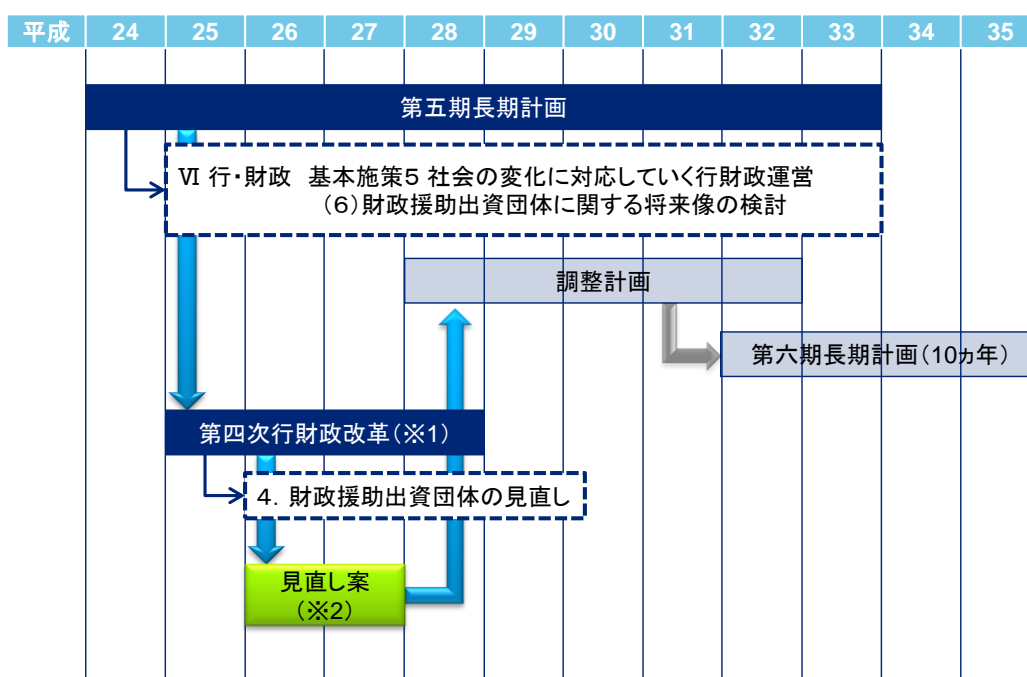 平成 24 25 26 27 28 29 30 31 32 33 34 35
第五期長期計画
Ⅵ 行・財政 基本施策5 社会の変化に対応していく行財政運営
(6)財政援助出資団体に関する将来像の検討
調整計画
第六期長期計画(10ヵ年)
第四次行財政改革(※1)
4. 財政援助出資団体の見直し
見直し案
(※2)